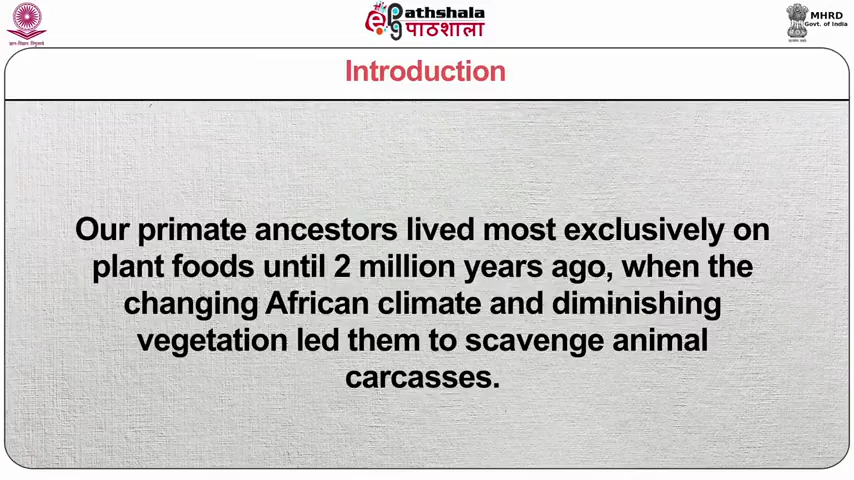 ज्ञान-विज्ञान विमुक्तये
ePathshala
पाठशाला
MHRD
Govt. of India
Introduction
Our primate ancestors lived most exclusively on
plant foods until 2 million years ago, when the
changing African climate and diminishing
vegetation led them to scavenge animal
carcasses.